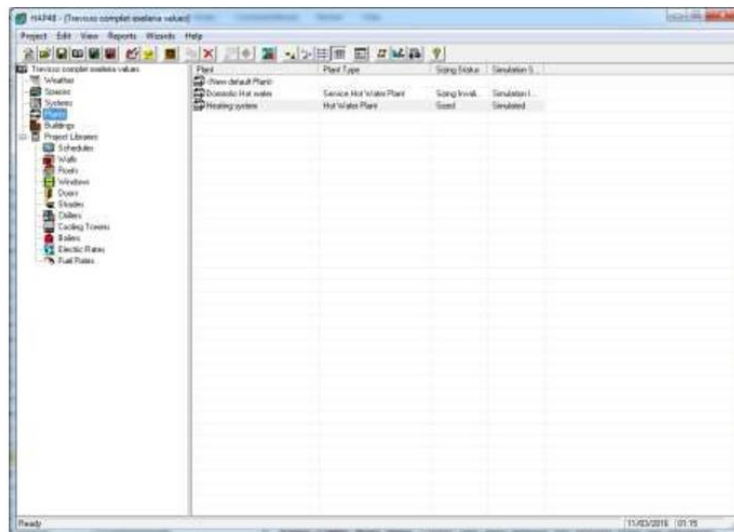 HAP48 - [Trevisso complet exelena values]
Project Edit View Reports Wizards Help
Trevisso complet exelena values
Weather
Spaces
Systems
Plants
Buildings
Project Libraries
Schedules
Walls
Roofs
Windows
Doors
Shades
Chillers
Cooling Towers
Boilers
Electric Rates
Fuel Rates
Plant Plant Type Sizing Status Simulation S...
<New default Plant>
Domestic Hot water Service Hot Water Plant Sizing Invali... Simulation I...
Heating system Hot Water Plant Sized Simulated
Ready 11/03/2016 01:15